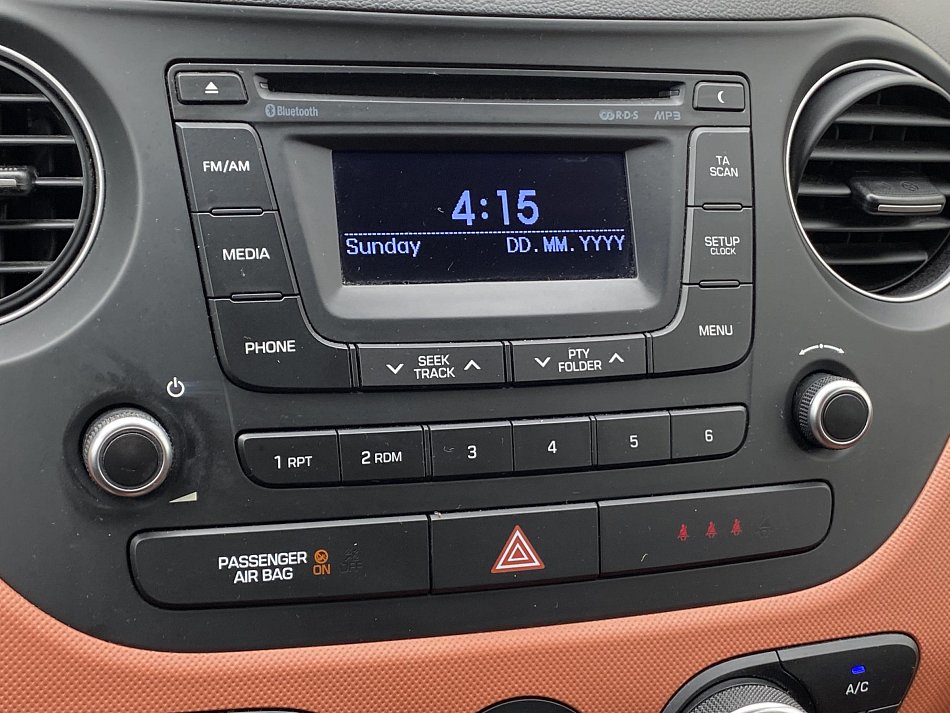 Bluetooth
R·D·S
MP3
FM/AM
TA
SCAN
4:15
Sunday DD.MM.YYYY
MEDIA
SETUP
CLOCK
PHONE
SEEK
TRACK
PTY
FOLDER
MENU
1 RPT
2 RDM
3
4
5
6
PASSENGER
AIR BAG
ON
OFF
A/C